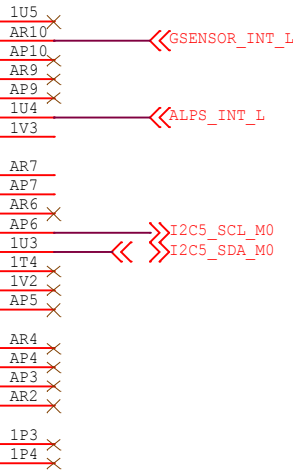 1U5
AR10 GSENSOR_INT_L
AP10
AR9
AP9
1U4 ALPS_INT_L
1V3
AR7
AP7
AR6
AP6 I2C5_SCL_M0
1U3 I2C5_SDA_M0
1T4
1V2
AP5
AR4
AP4
AP3
AR2
1P3
1P4